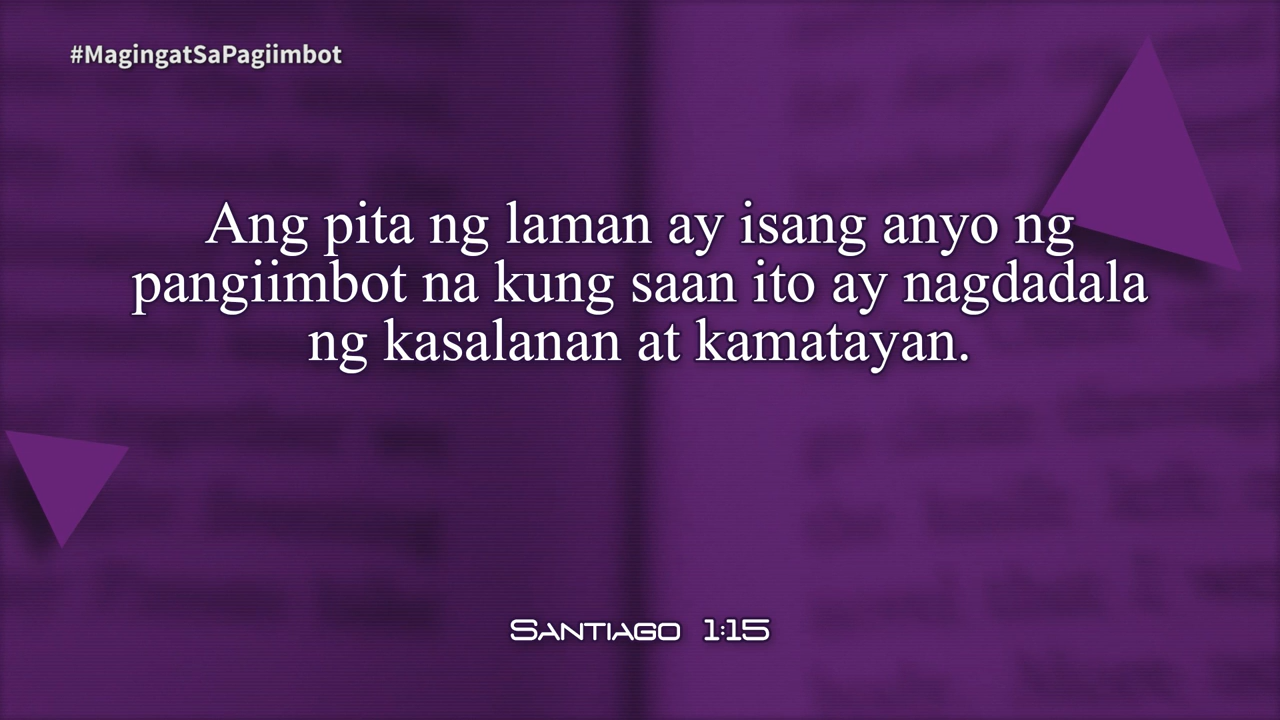 #MagingatSaPagiimbot
Ang pita ng laman ay isang anyo ng
pangiimbot na kung saan ito ay nagdadala
ng kasalanan at kamatayan.
Santiago 1:15